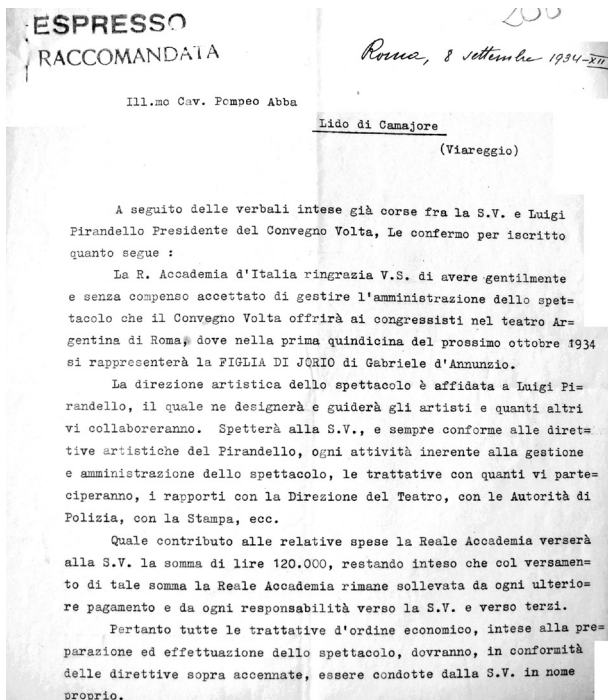 200
ESPRESSO
RACCOMANDATA
Roma, 8 settembre 1934-XII
Ill.mo Cav. Pompeo Abba
Lido di Camajore
(Viareggio)
A seguito delle verbali intese già corse fra la S.V. e Luigi
Pirandello Presidente del Convegno Volta, Le confermo per iscritto
quanto segue :
La R. Accademia d'Italia ringrazia V.S. di avere gentilmente
e senza compenso accettato di gestire l'amministrazione dello spet=
tacolo che il Convegno Volta offrirà ai congressisti nel teatro Ar=
gentina di Roma, dove nella prima quindicina del prossimo ottobre 1934
si rappresenterà la FIGLIA DI JORIO di Gabriele d'Annunzio.
La direzione artistica dello spettacolo è affidata a Luigi Pi=
randello, il quale ne designerà e guiderà gli artisti e quanti altri
vi collaboreranno. Spetterà alla S.V., e sempre conforme alle diret=
tive artistiche del Pirandello, ogni attività inerente alla gestione
e amministrazione dello spettacolo, le trattative con quanti vi parte=
ciperanno, i rapporti con la Direzione del Teatro, con le Autorità di
Polizia, con la Stampa, ecc.
Quale contributo alle relative spese la Reale Accademia verserà
alla S.V. la somma di lire 120.000, restando inteso che col versamen=
to di tale somma la Reale Accademia rimane sollevata da ogni ulterio=
re pagamento e da ogni responsabilità verso la S.V. e verso terzi.
Pertanto tutte le trattative d'ordine economico, intese alla pre=
parazione ed effettuazione dello spettacolo, dovranno, in conformità
delle direttive sopra accennate, essere condotte dalla S.V. in nome
proprio.